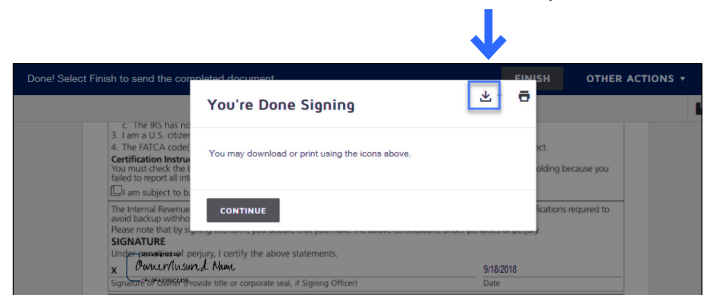 Done! Select Finish to send the completed document
FINISH
OTHER ACTIONS
You're Done Signing
c. The IRS has no
3. I am a U.S. citizer
4. The FATCA code(
ect.
You may download or print using the icons above.
Certification Instru
You must check the
olding because you
failed to report all int
I am subject to ba
CONTINUE
The Internal Revenue
fications required to
avoid backup withho
Please note that by
SIGNATURE
Under of perjury, I certify the above statements.
x Owner/Insured Name
9/18/2018
Signature of Owner (Provide title or corporate seal, if Signing Officer)
Date